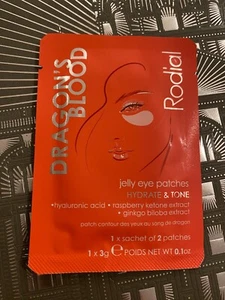 DRAGON'S
BLOOD
Rodial
jelly eye patches
HYDRATE & TONE
•hyaluronic acid • raspberry ketone extract
• ginkgo biloba extract
patch contour des yeux au sang de dragon
1 x sachet of 2 patches
1 x 3g ℮ POIDS NET WT 0.1oz